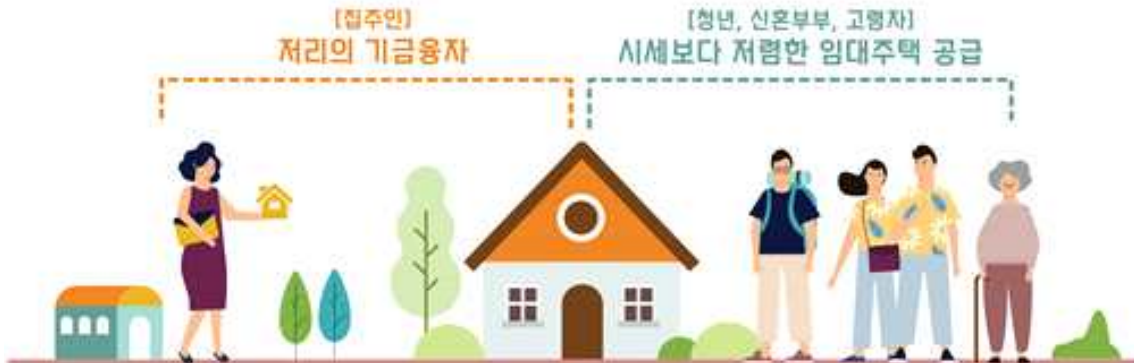 [집주인]
저리의 기금융자
[청년, 신혼부부, 고령자]
시세보다 저렴한 임대주택 공급